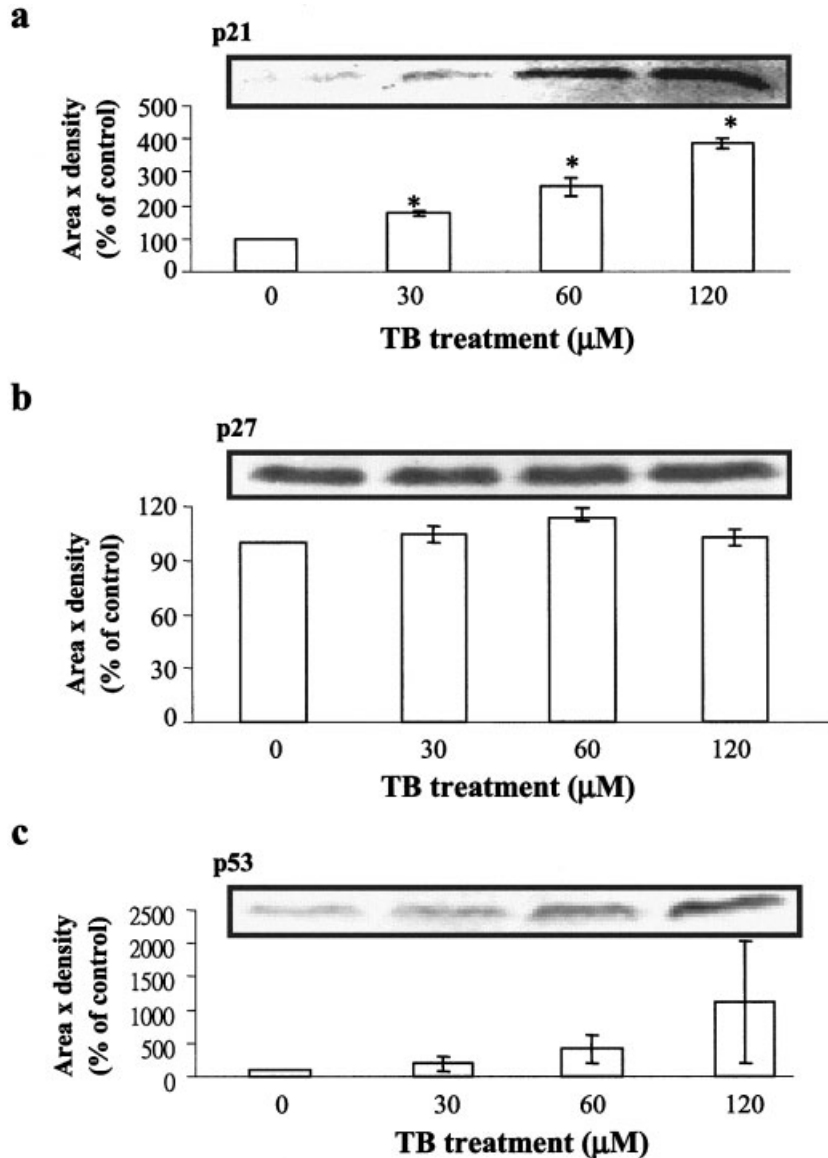 a
p21
500
400
300
200
100
0
Area x density
(% of control)
* * *
0 30 60 120
TB treatment (μM)
b
p27
120
90
60
30
0
Area x density
(% of control)
0 30 60 120
TB treatment (μM)
c
p53
2500
2000
1500
1000
500
0
Area x density
(% of control)
0 30 60 120
TB treatment (μM)